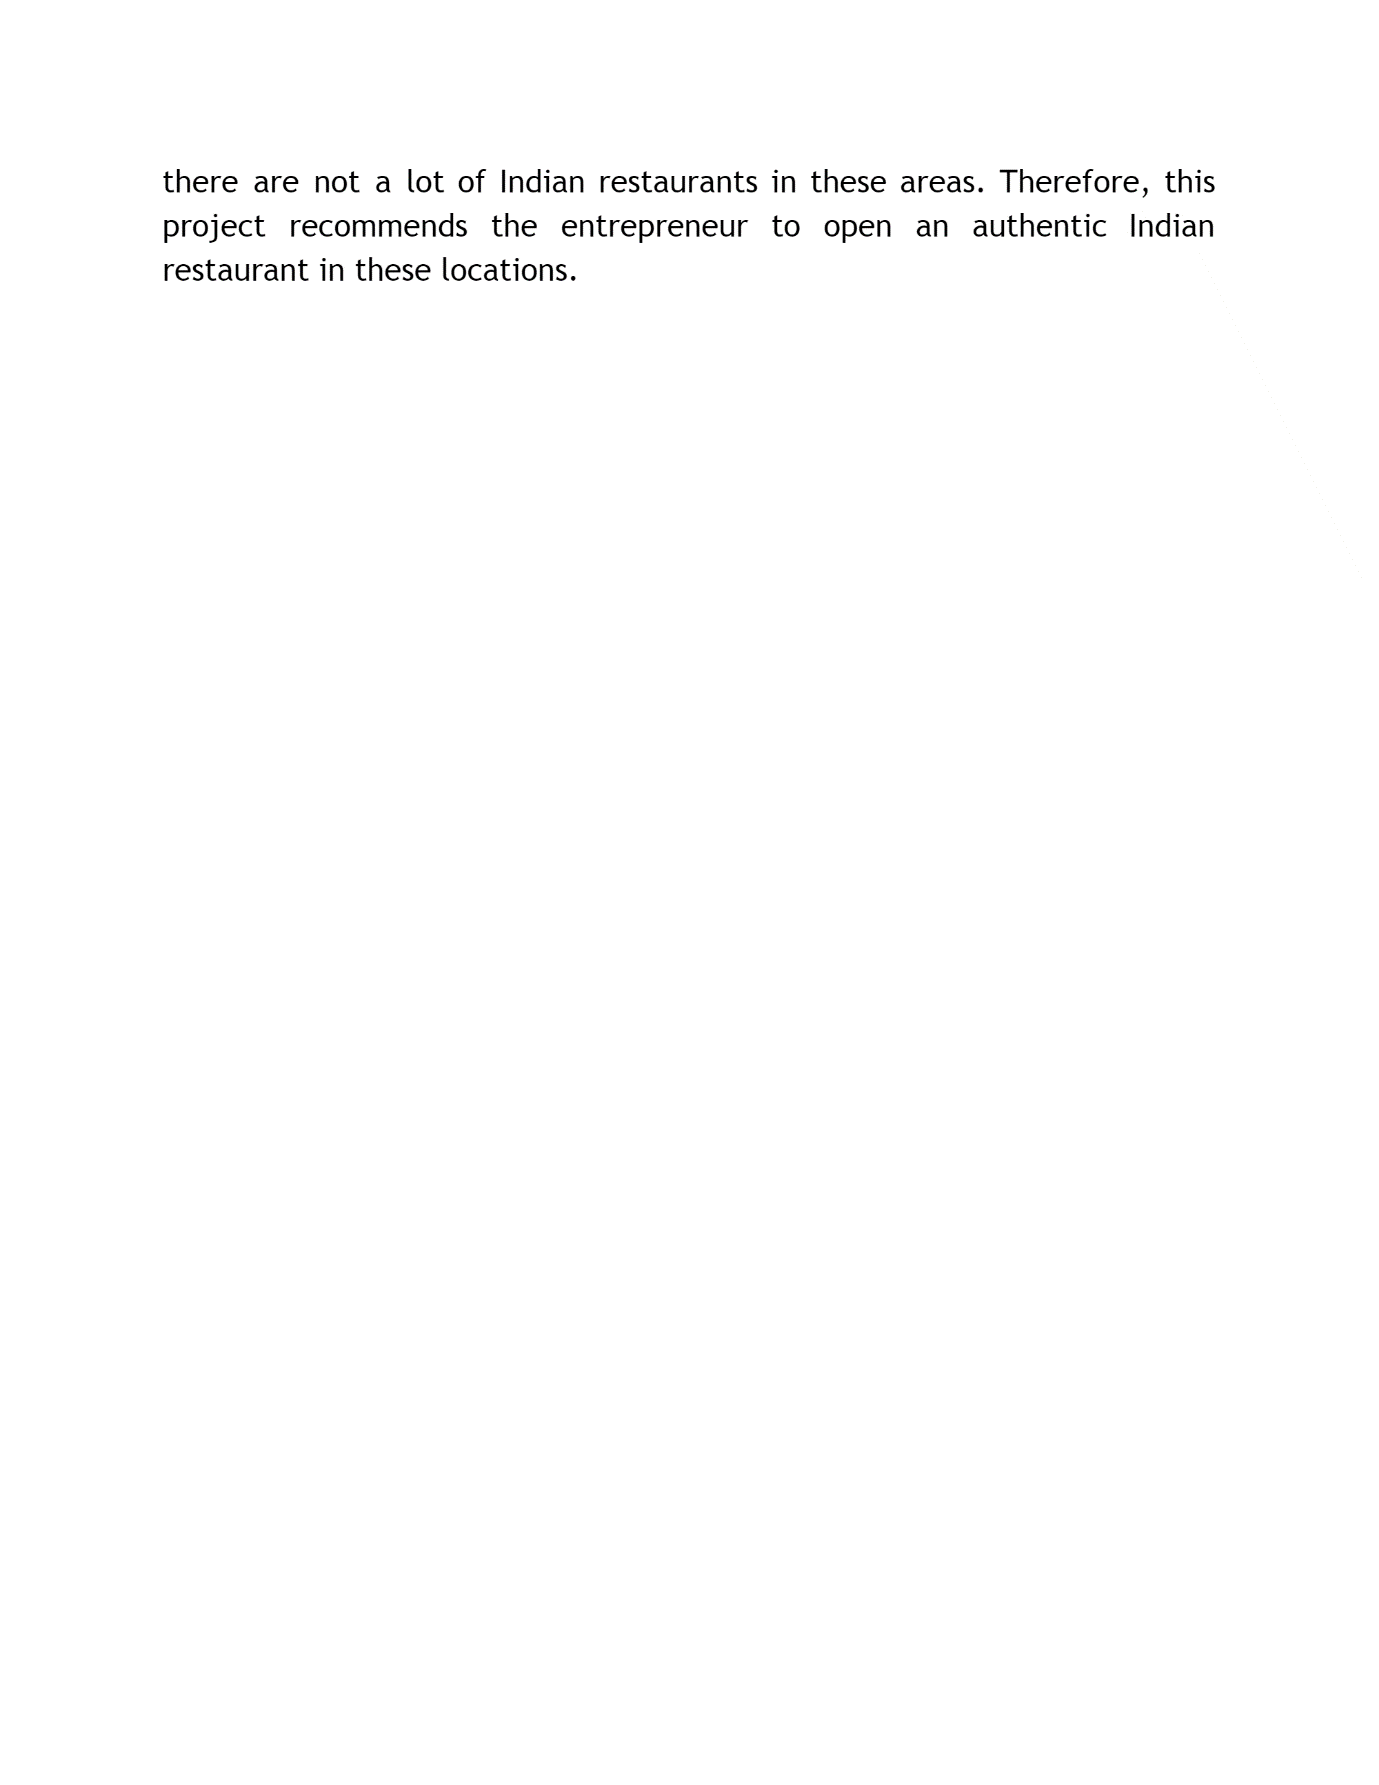 there are not a lot of Indian restaurants in these areas. Therefore, this
project recommends the entrepreneur to open an authentic Indian
restaurant in these locations.